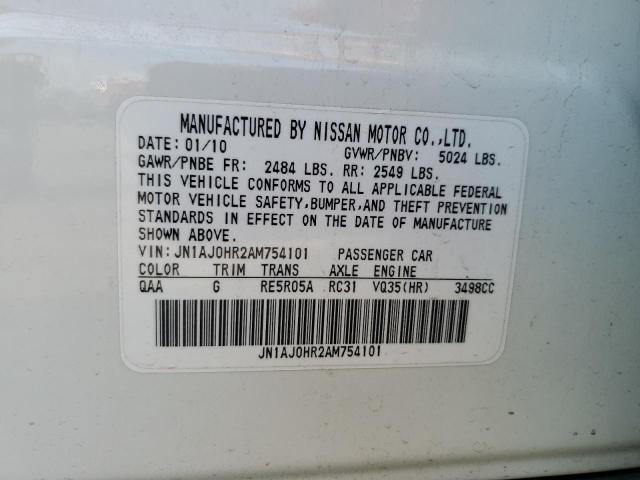 MANUFACTURED BY NISSAN MOTOR CO.,LTD.
DATE: 01/10 GVWR/PNBV: 5024 LBS.
GAWR/PNBE FR: 2484 LBS. RR: 2549 LBS.
THIS VEHICLE CONFORMS TO ALL APPLICABLE FEDERAL
MOTOR VEHICLE SAFETY, BUMPER,AND THEFT PREVENTION
STANDARDS IN EFFECT ON THE DATE OF MANUFACTURE
SHOWN ABOVE.
VIN: JN1AJ0HR2AM754101 PASSENGER CAR
COLOR TRIM TRANS AXLE ENGINE
QAA G RE5R05A RC31 VQ35(HR) 3498CC
JN1AJ0HR2AM754101